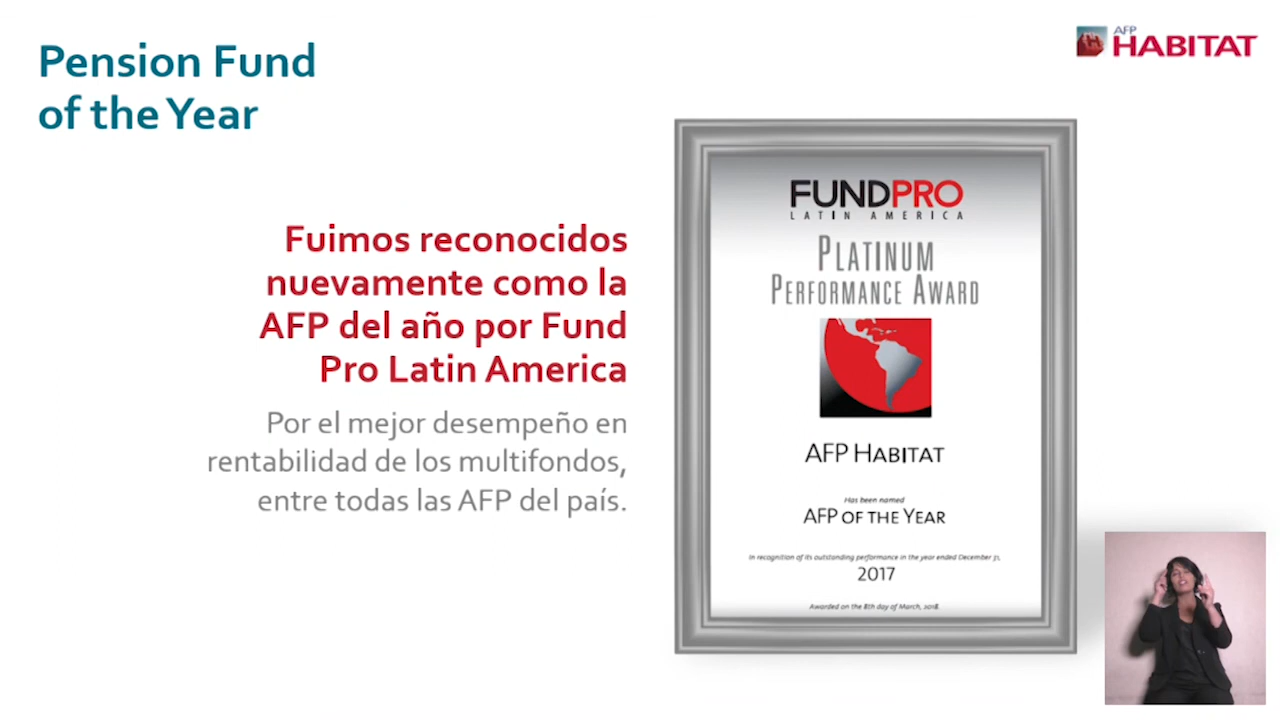 Pension Fund
of the Year
AFP
HABITAT
Fuimos reconocidos
nuevamente como la
AFP del año por Fund
Pro Latin America
Por el mejor desempeño en
rentabilidad de los multifondos,
entre todas las AFP del país.
FUNDPRO
LATIN AMERICA
PLATINUM
PERFORMANCE AWARD
AFP HABITAT
Has been named
AFP OF THE YEAR
In recognition of its outstanding performance in the year ended December 31,
2017
Awarded on the 8th day of March, 2018.